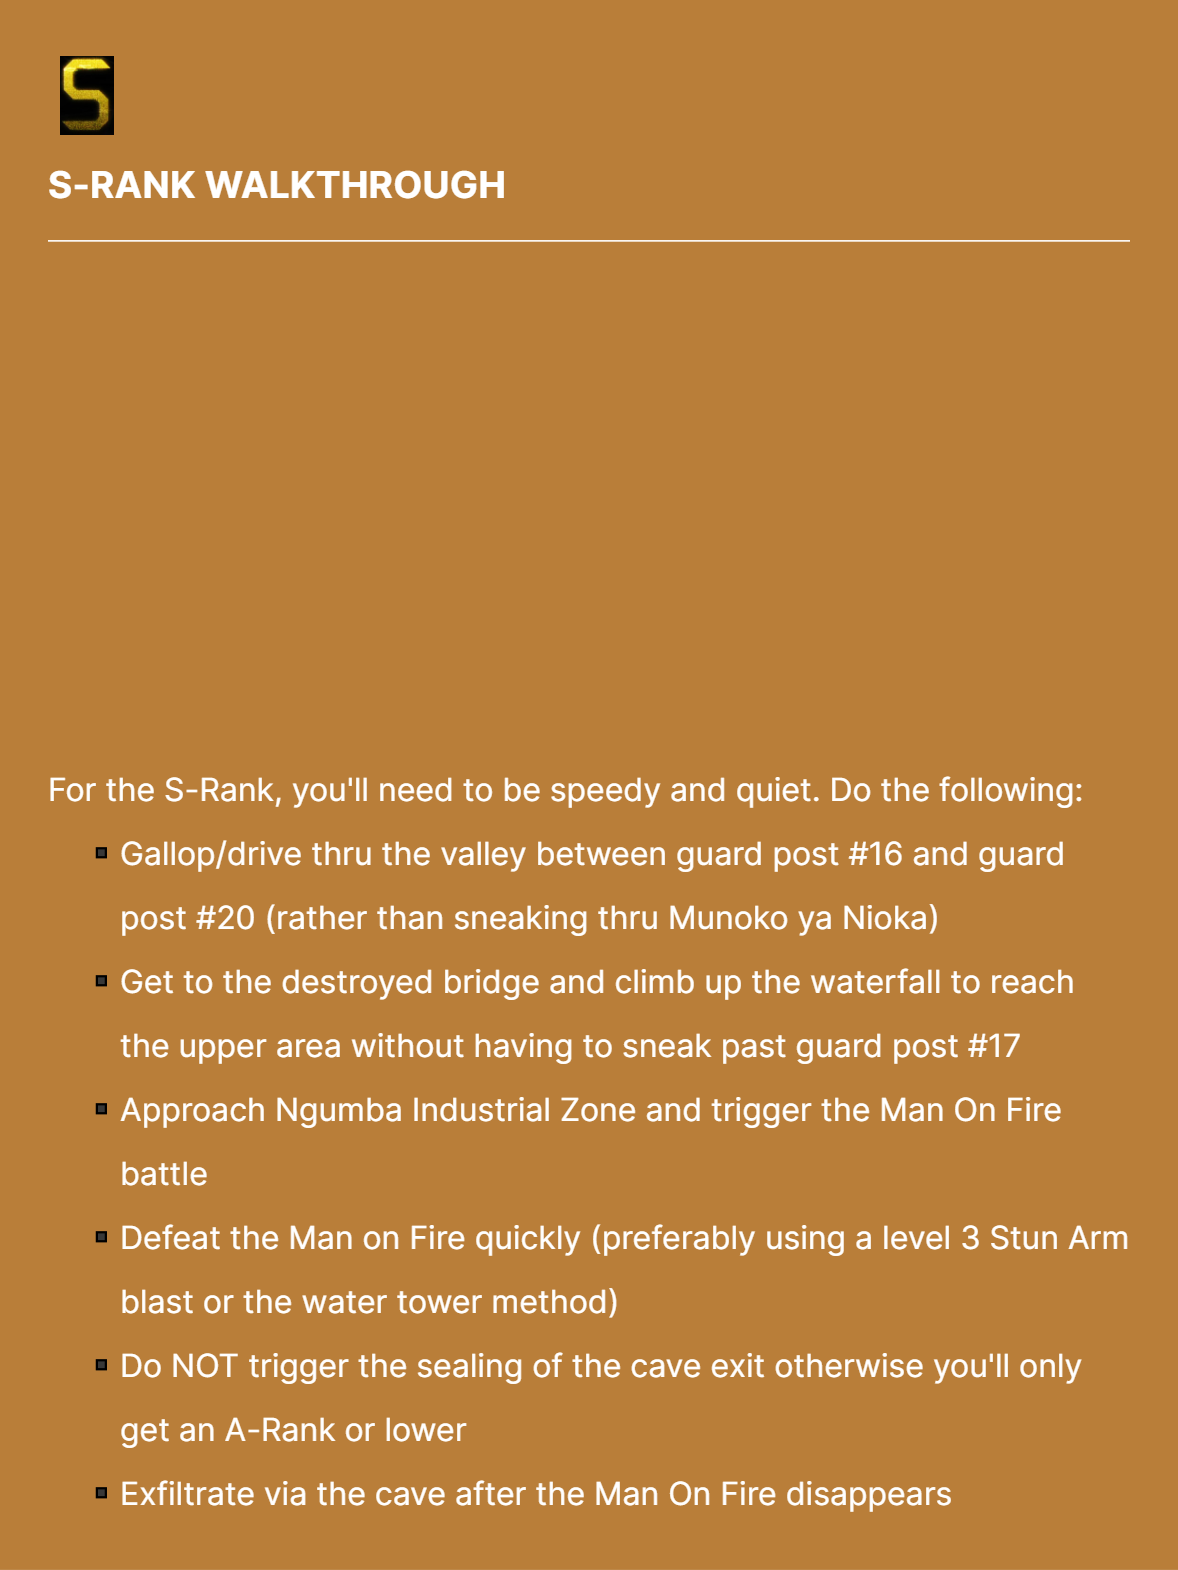 S
S-RANK WALKTHROUGH
For the S-Rank, you'll need to be speedy and quiet. Do the following:
Gallop/drive thru the valley between guard post #16 and guard
post #20 (rather than sneaking thru Munoko ya Nioka)
Get to the destroyed bridge and climb up the waterfall to reach
the upper area without having to sneak past guard post #17
Approach Ngumba Industrial Zone and trigger the Man On Fire
battle
Defeat the Man on Fire quickly (preferably using a level 3 Stun Arm
blast or the water tower method)
Do NOT trigger the sealing of the cave exit otherwise you'll only
get an A-Rank or lower
Exfiltrate via the cave after the Man On Fire disappears